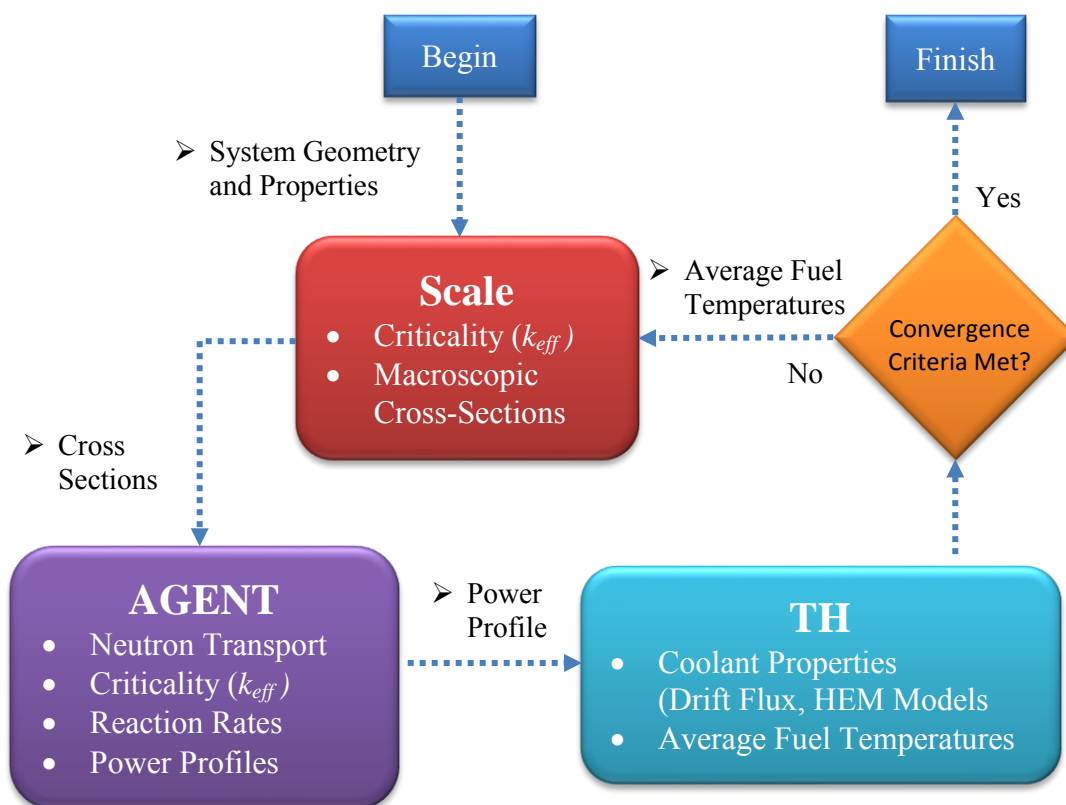 Begin
Finish
➢ System Geometry
and Properties
Yes
➢ Average Fuel
Temperatures
Scale
• Criticality (keff)
• Macroscopic
Cross-Sections
Convergence
Criteria Met?
No
➢ Cross
Sections
AGENT
• Neutron Transport
• Criticality (keff)
• Reaction Rates
• Power Profiles
➢ Power
Profile
TH
• Coolant Properties
(Drift Flux, HEM Models
• Average Fuel Temperatures